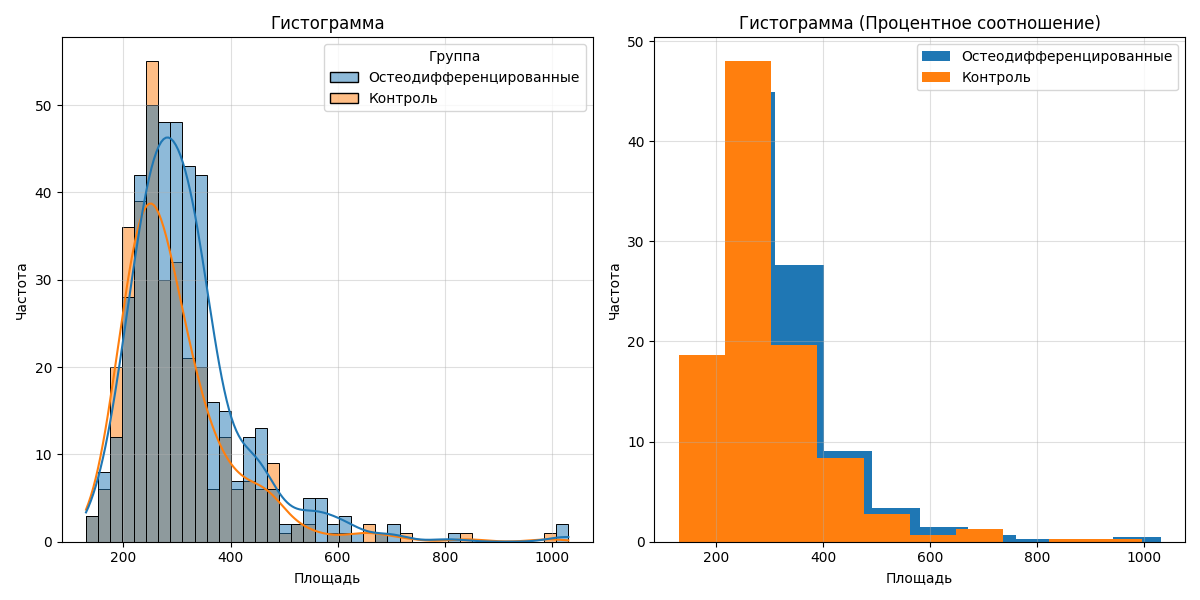 Гистограмма
Группа
Остеодифференцированные
Контроль
Частота
50
40
30
20
10
0
200
400
600
800
1000
Площадь
Гистограмма (Процентное соотношение)
Остеодифференцированные
Контроль
Частота
50
40
30
20
10
0
200
400
600
800
1000
Площадь